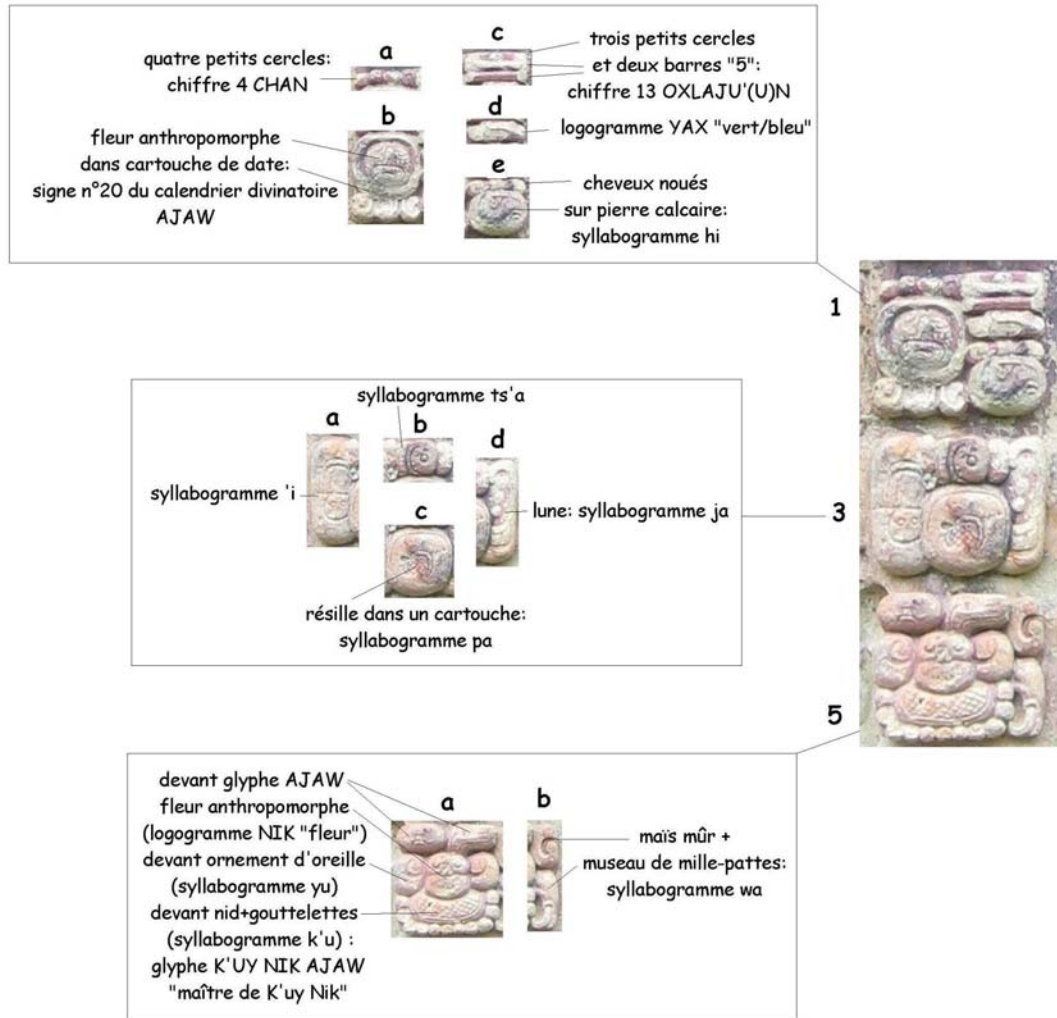 a
quatre petits cercles:
chiffre 4 CHAN
b
fleur anthropomorphe
dans cartouche de date:
signe n°20 du calendrier divinatoire
AJAW
c
trois petits cercles
et deux barres "5":
chiffre 13 OXLAJU'(U)N
d
logogramme YAX "vert/bleu"
e
cheveux noués
sur pierre calcaire:
syllabogramme hi
1
syllabogramme ts'a
a
b
d
syllabogramme 'i
lune: syllabogramme ja
c
résille dans un cartouche:
syllabogramme pa
3
5
devant glyphe AJAW
fleur anthropomorphe
(logogramme NIK "fleur")
devant ornement d'oreille
(syllabogramme yu)
devant nid+gouttelettes
(syllabogramme k'u) :
glyphe K'UY NIK AJAW
"maître de K'uy Nik"
a
b
maïs mûr +
museau de mille-pattes:
syllabogramme wa